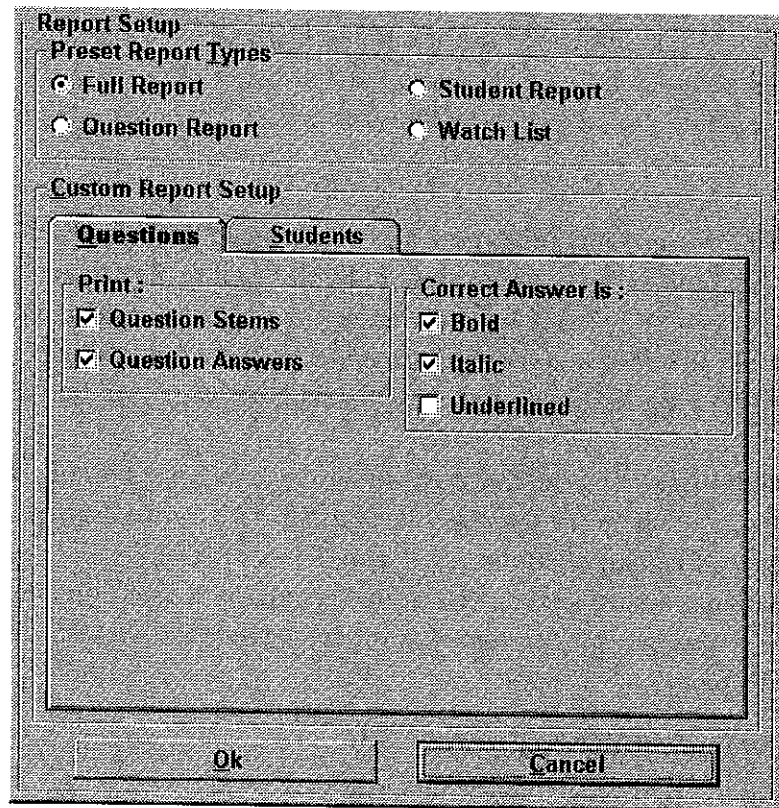 Report Setup
Preset Report Types
Full Report
Student Report
Question Report
Watch List
Custom Report Setup
Questions
Students
Print :
Correct Answer Is :
Question Stems
Bold
Question Answers
Italic
Underlined
Ok
Cancel